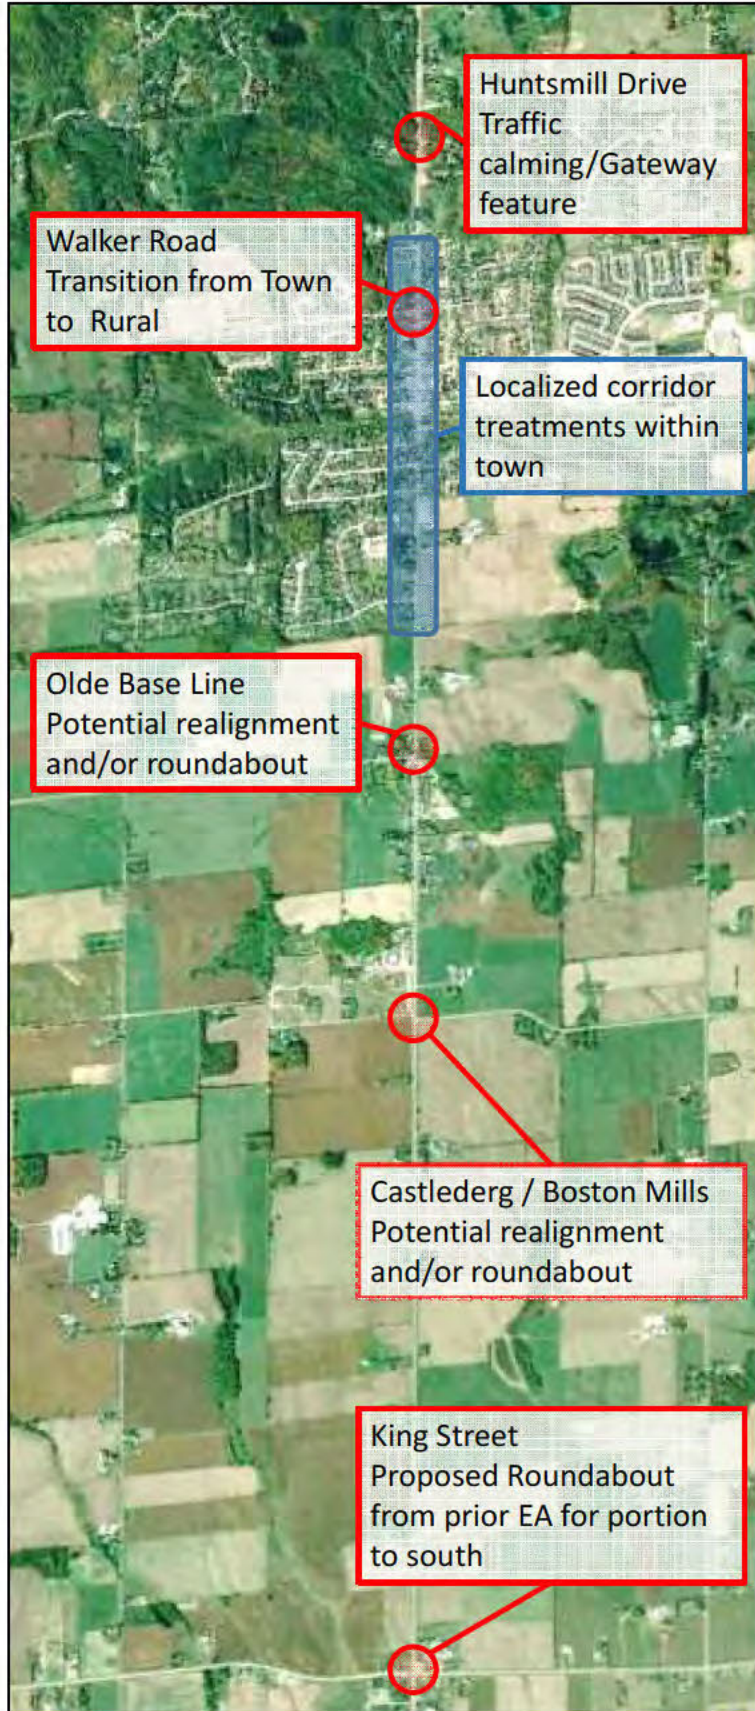 Huntsmill Drive
Traffic
calming/Gateway
feature
Walker Road
Transition from Town
to Rural
Localized corridor
treatments within
town
Olde Base Line
Potential realignment
and/or roundabout
Castlederg / Boston Mills
Potential realignment
and/or roundabout
King Street
Proposed Roundabout
from prior EA for portion
to south